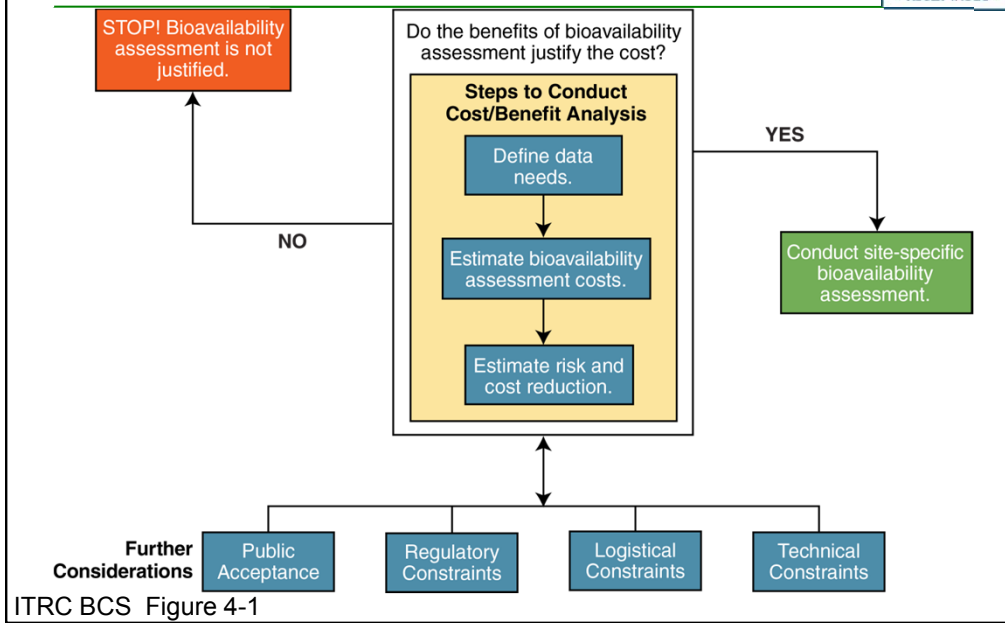 STOP! Bioavailability
assessment is not
justified.
Do the benefits of bioavailability
assessment justify the cost?
Steps to Conduct
Cost/Benefit Analysis
Define data
needs.
YES
NO
Estimate bioavailability
assessment costs.
Conduct site-specific
bioavailability
assessment.
Estimate risk and
cost reduction.
Further
Considerations
Public
Acceptance
Regulatory
Constraints
Logistical
Constraints
Technical
Constraints
ITRC BCS Figure 4-1